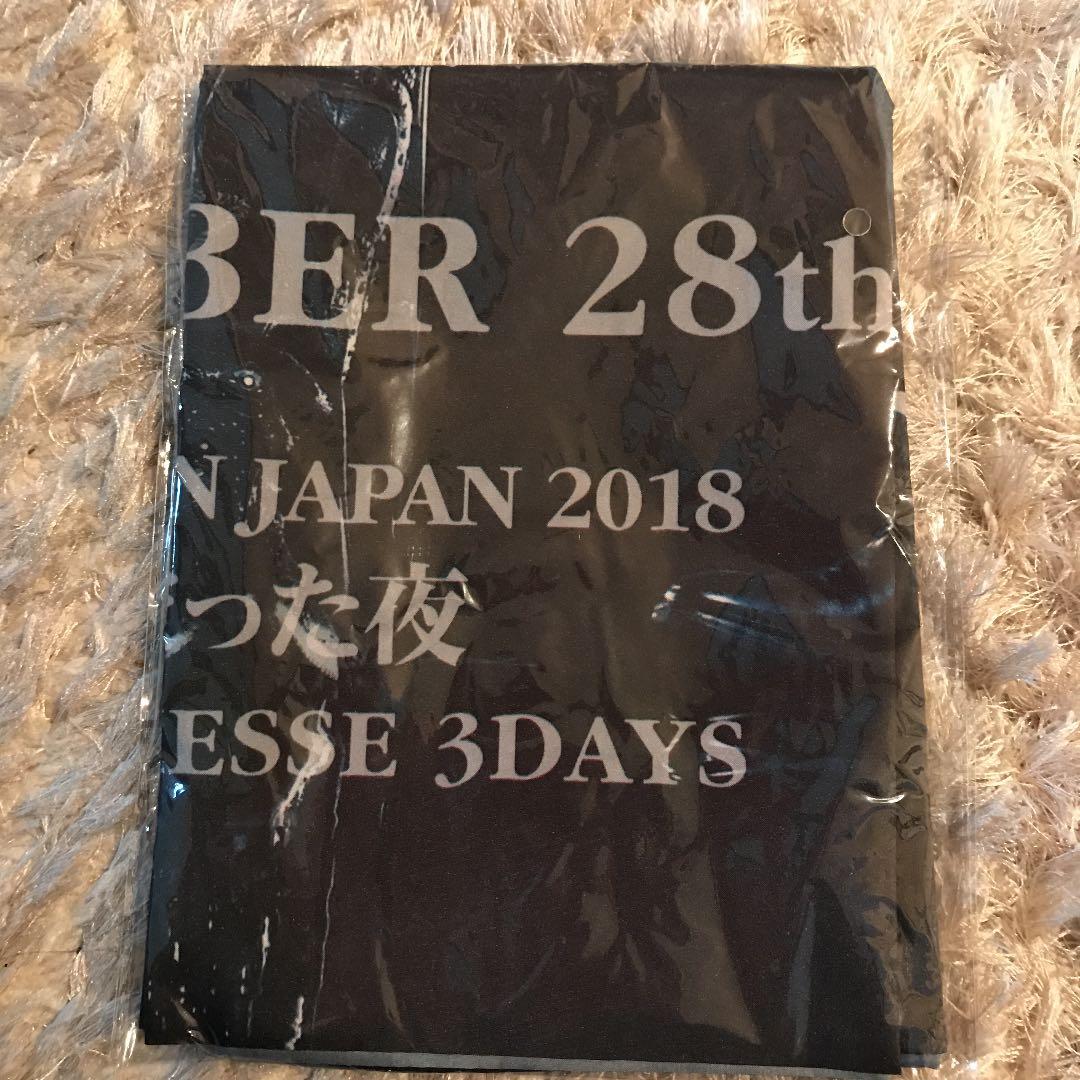 BER 28th
N JAPAN 2018
った夜
ESSE 3DAYS